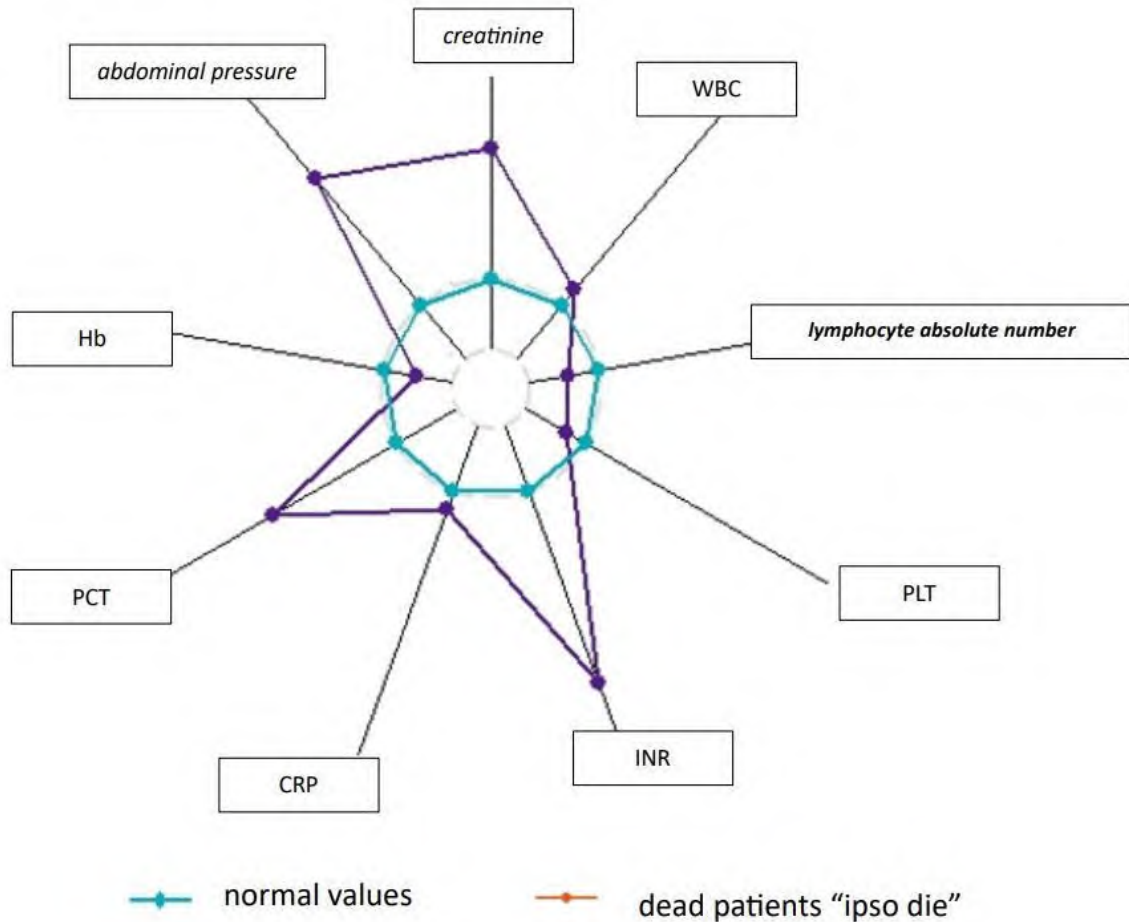 creatinine
abdominal pressure
WBC
Hb
lymphocyte absolute number
PCT
PLT
INR
CRP
normal values
dead patients “ipso die”